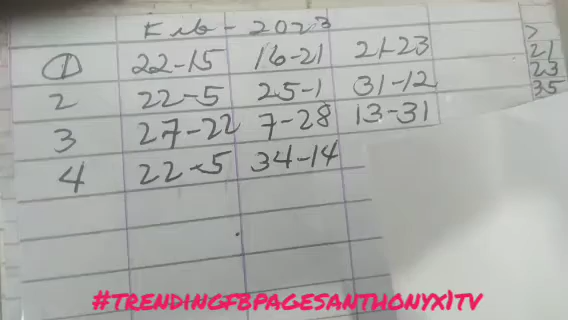 Feb - 2023
① 22-15 16-21 21-23
2 22-5 25-1 31-12
3 27-22 7-28 13-31
4 22-5 34-14
21
23
35
#TRENDINGFBPAGESANTHONYX1TV